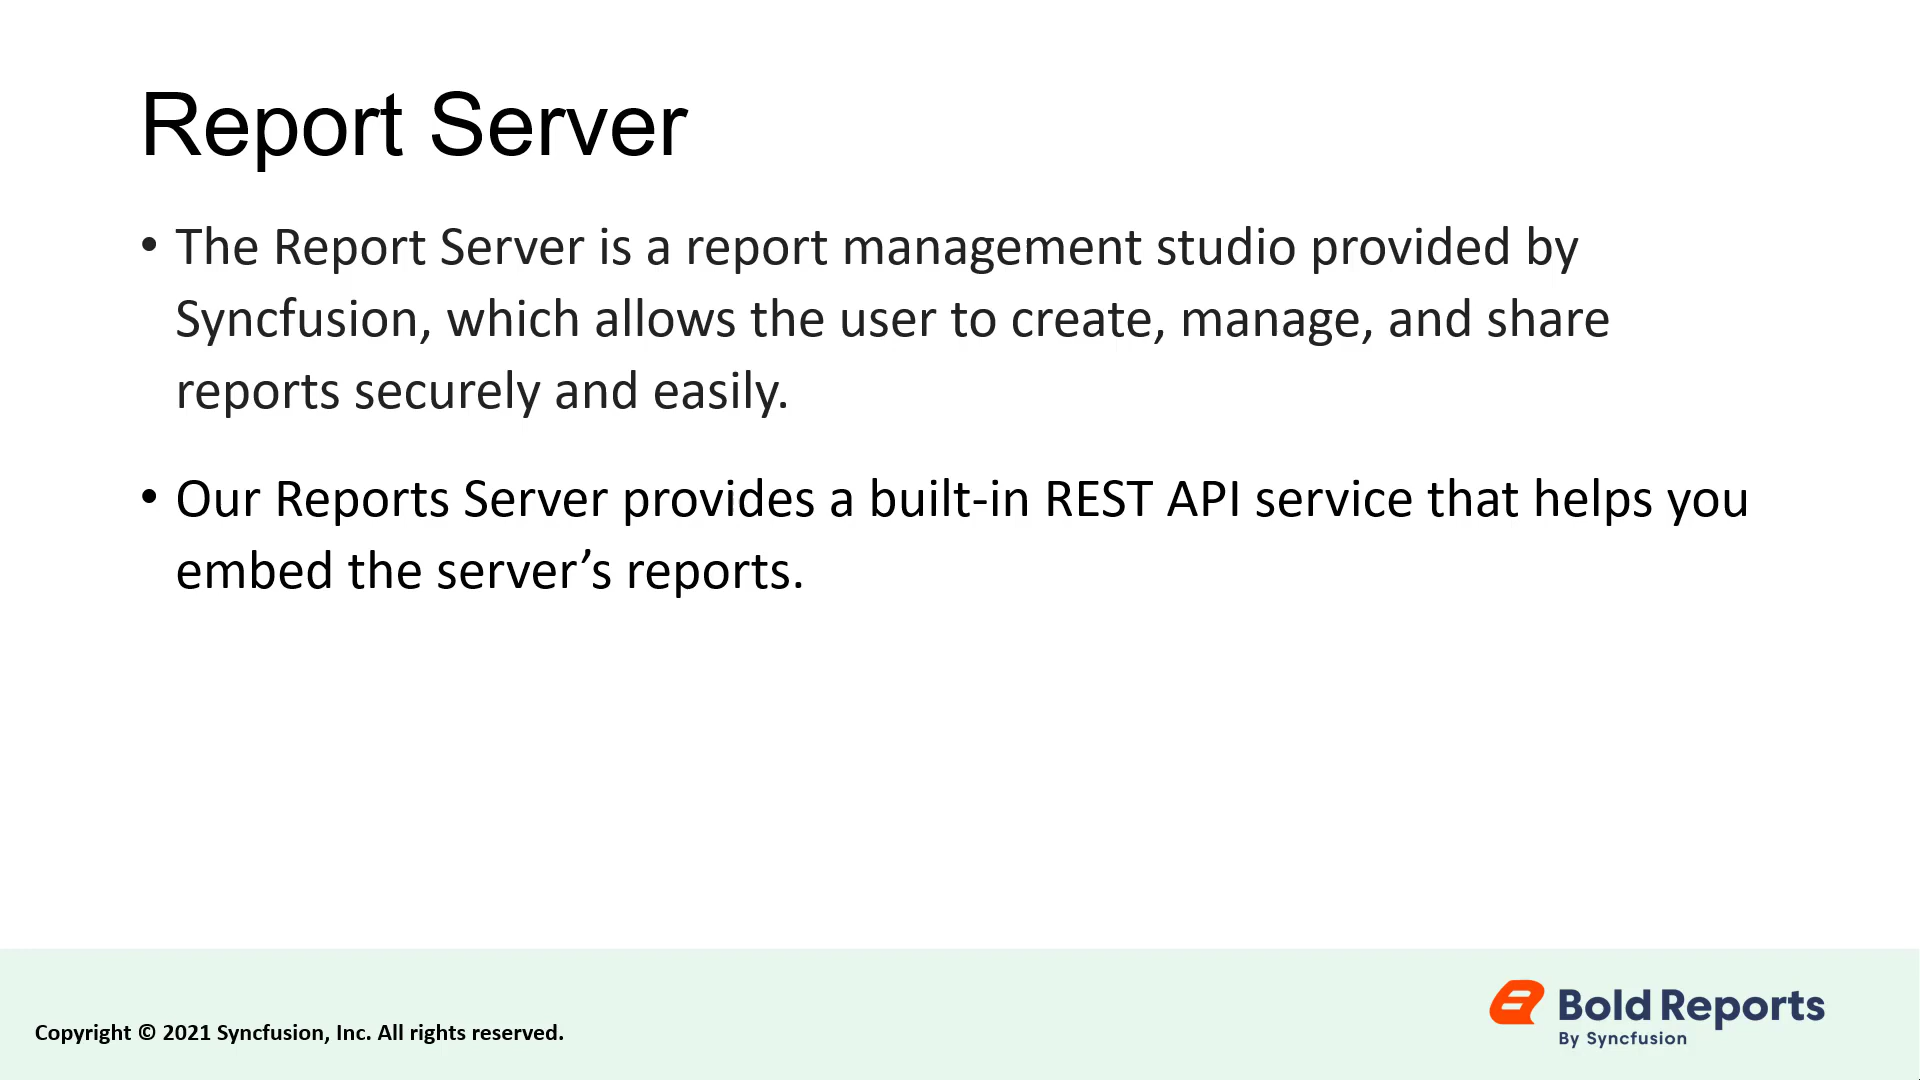 Report Server
• The Report Server is a report management studio provided by
Syncfusion, which allows the user to create, manage, and share
reports securely and easily.
• Our Reports Server provides a built-in REST API service that helps you
embed the server’s reports.
Copyright © 2021 Syncfusion, Inc. All rights reserved.
Bold Reports
By Syncfusion